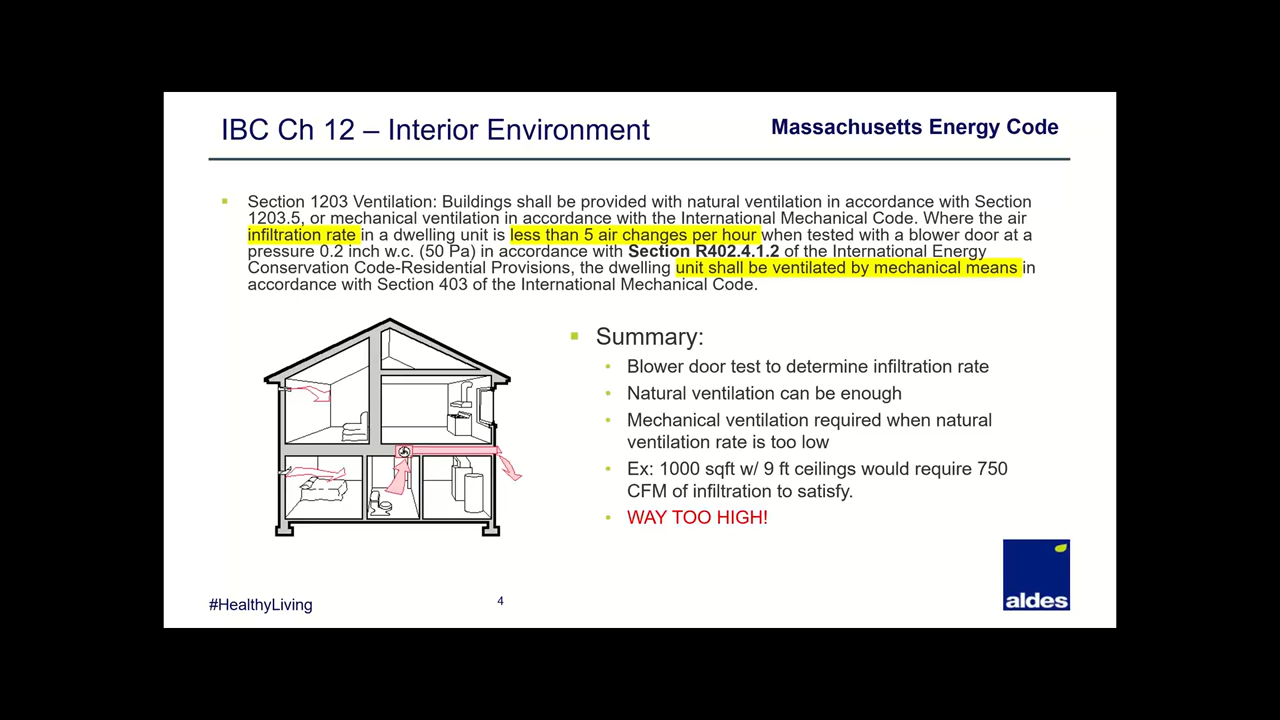 IBC Ch 12 – Interior Environment
Massachusetts Energy Code
Section 1203 Ventilation: Buildings shall be provided with natural ventilation in accordance with Section
1203.5, or mechanical ventilation in accordance with the International Mechanical Code. Where the air
infiltration rate in a dwelling unit is less than 5 air changes per hour when tested with a blower door at a
pressure 0.2 inch w.c. (50 Pa) in accordance with Section R402.4.1.2 of the International Energy
Conservation Code-Residential Provisions, the dwelling unit shall be ventilated by mechanical means in
accordance with Section 403 of the International Mechanical Code.
Summary:
Blower door test to determine infiltration rate
Natural ventilation can be enough
Mechanical ventilation required when natural
ventilation rate is too low
Ex: 1000 sqft w/ 9 ft ceilings would require 750
CFM of infiltration to satisfy.
WAY TOO HIGH!
#HealthyLiving
4
aldes